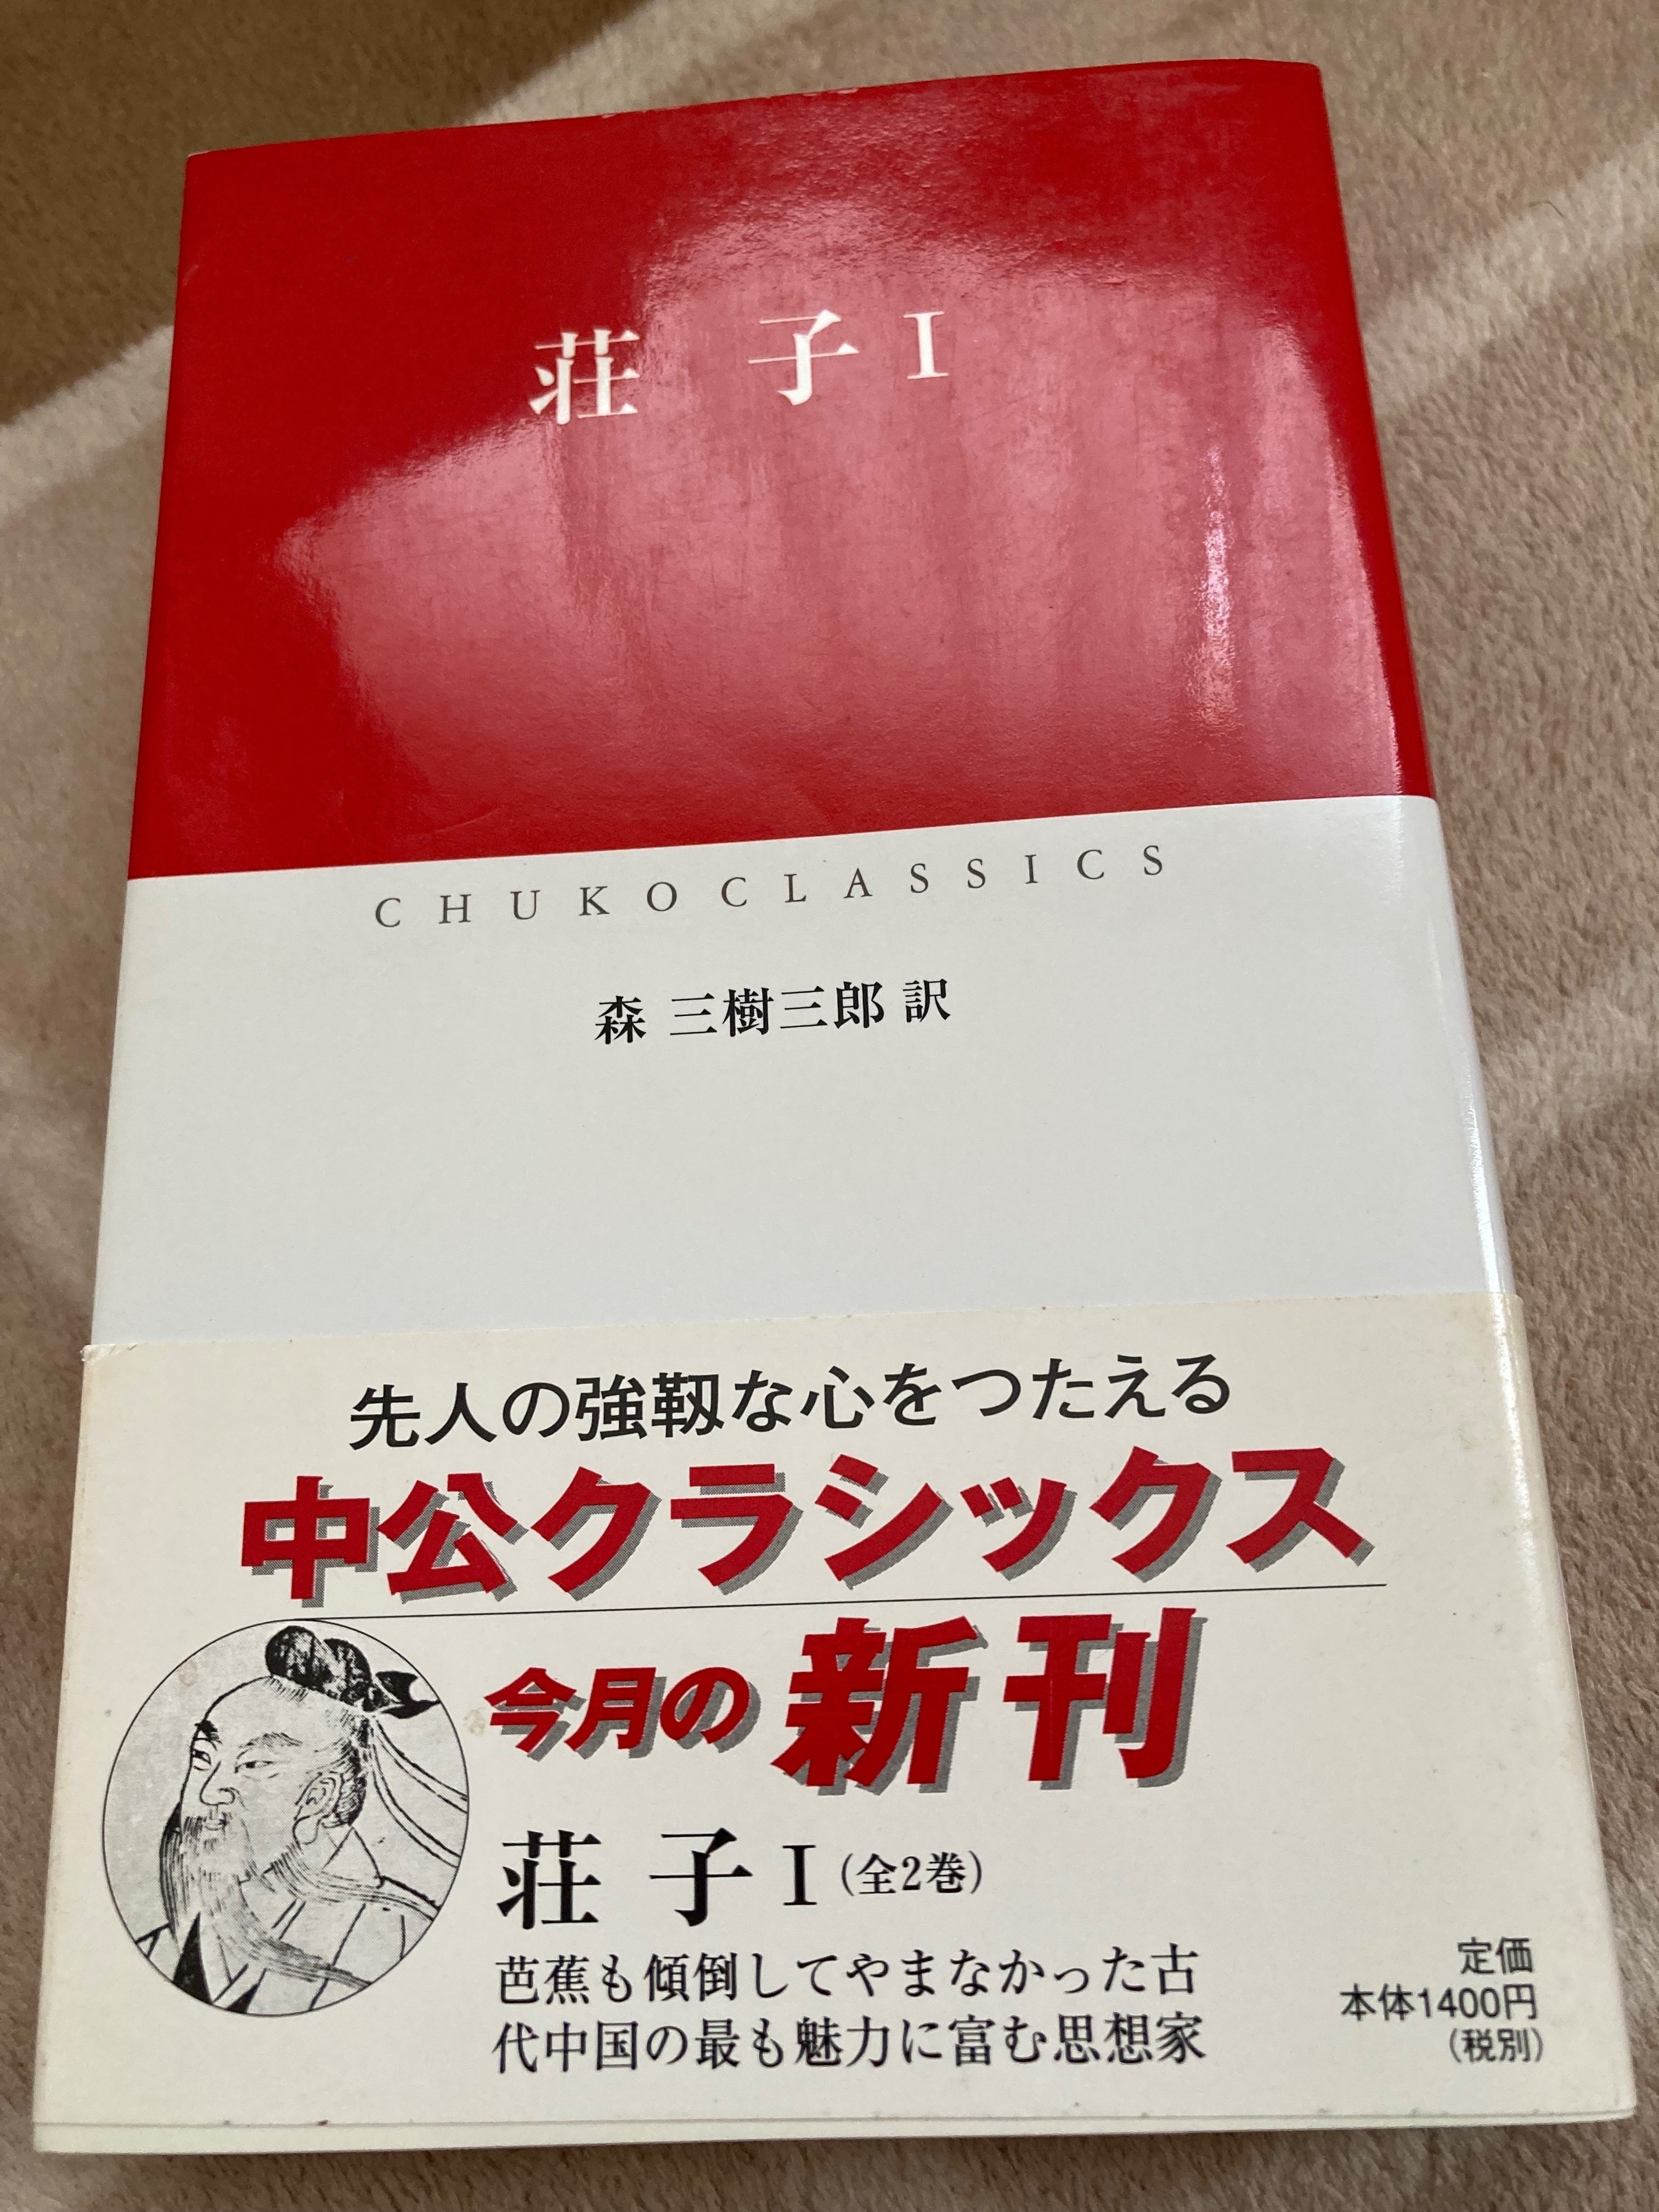 荘 子 I
CHUKO CLASSICS
森 三樹三郎 訳
先人の強靱な心をつたえる
中公クラシックス
今月の 新刊
荘 子 I (全2巻)
芭蕉も傾倒してやまなかった古
代中国の最も魅力に富む思想家
定価
本体1400円
(税別)